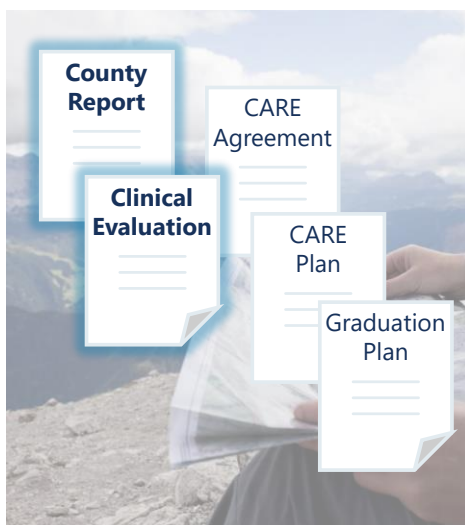 County
Report
CARE
Agreement
Clinical
Evaluation
CARE
Plan
Graduation
Plan